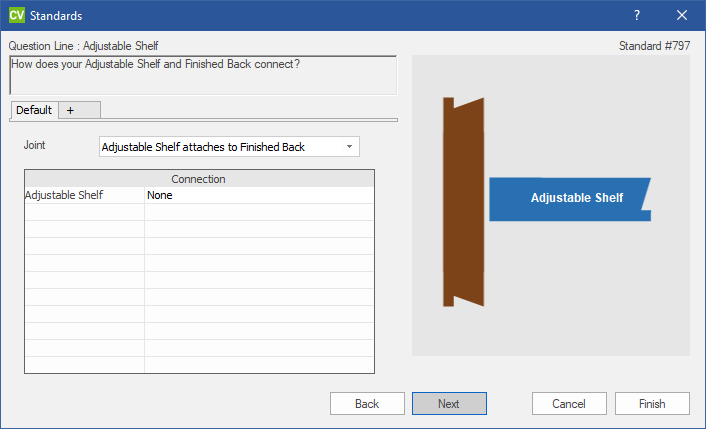 CV Standards
Question Line : Adjustable Shelf
Standard #797
How does your Adjustable Shelf and Finished Back connect?
Default +
Joint
Adjustable Shelf attaches to Finished Back
Connection
Adjustable Shelf None
Adjustable Shelf
Back Next Cancel Finish